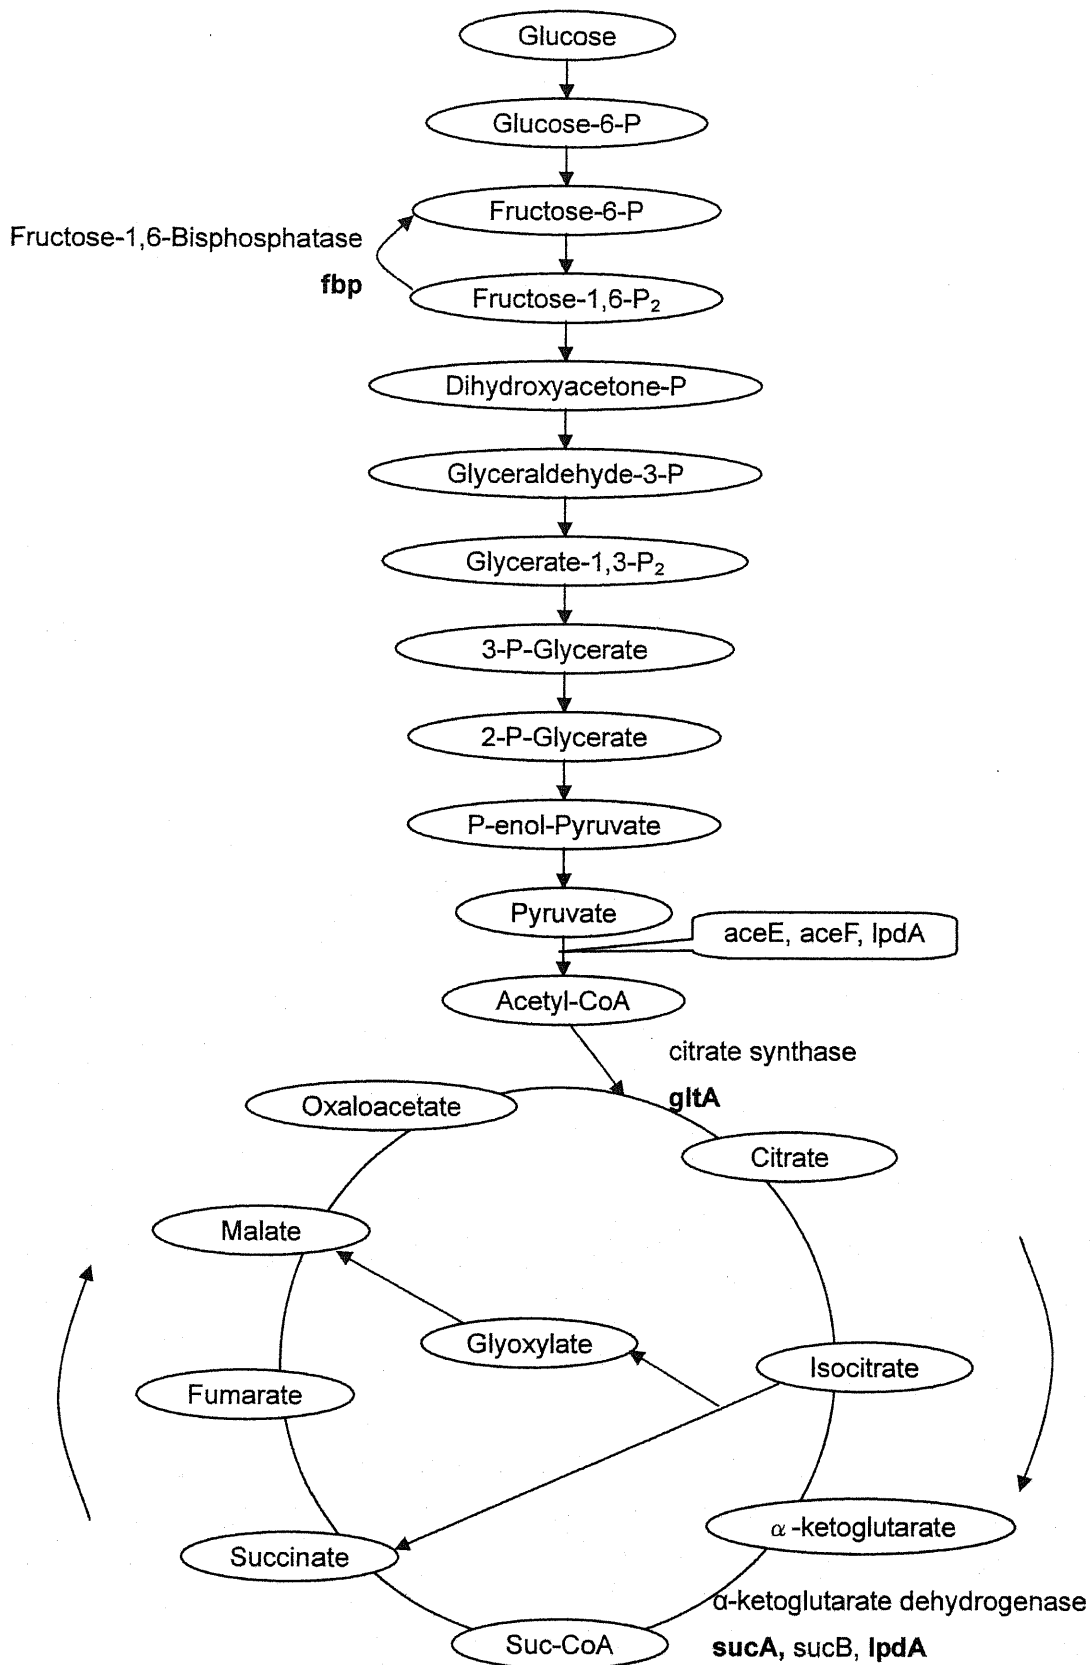 Glucose
Glucose-6-P
Fructose-6-P
Fructose-1,6-Bisphosphatase
fbp
Fructose-1,6-P₂
Dihydroxyacetone-P
Glyceraldehyde-3-P
Glycerate-1,3-P₂
3-P-Glycerate
2-P-Glycerate
P-enol-Pyruvate
Pyruvate
aceE, aceF, lpdA
Acetyl-CoA
citrate synthase
gltA
Oxaloacetate
Citrate
Malate
Glyoxylate
Isocitrate
Fumarate
α-ketoglutarate
Succinate
α-ketoglutarate dehydrogenase
Suc-CoA
sucA, sucB, lpdA